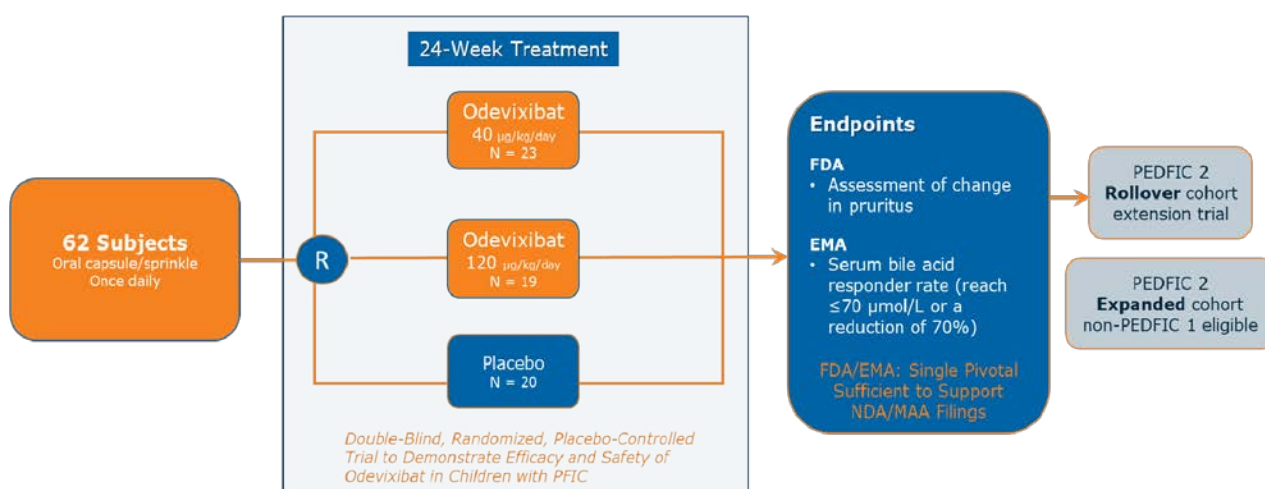 24-Week Treatment
Odevixibat
40 µg/kg/day
N = 23
62 Subjects
Oral capsule/sprinkle
Once daily
R
Odevixibat
120 µg/kg/day
N = 19
Placebo
N = 20
Double-Blind, Randomized, Placebo-Controlled
Trial to Demonstrate Efficacy and Safety of
Odevixibat in Children with PFIC
Endpoints
FDA
• Assessment of change
in pruritus
EMA
• Serum bile acid
responder rate (reach
≤70 µmol/L or a
reduction of 70%)
FDA/EMA: Single Pivotal
Sufficient to Support
NDA/MAA Filings
PEDFIC 2
Rollover cohort
extension trial
PEDFIC 2
Expanded cohort
non-PEDFIC 1 eligible